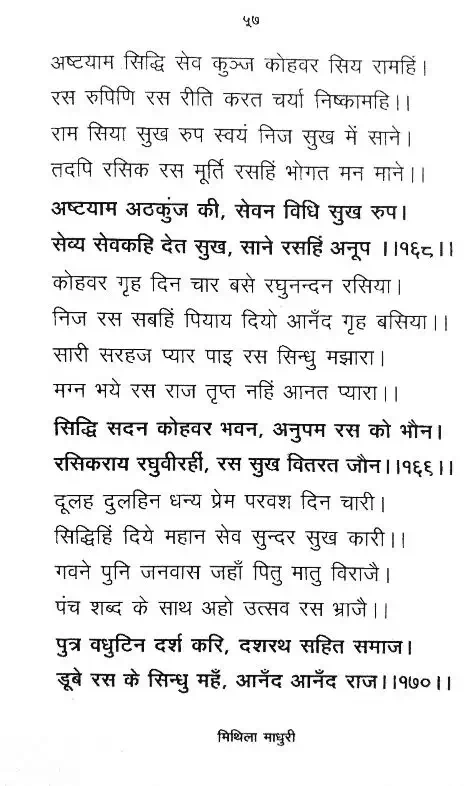 ५७
अष्टयाम सिद्धि सेव कुञ्ज कोहवर सिय रामहिं।
रस रुपिणि रस रीति करत चर्या निष्कामहि।।
राम सिया सुख रुप स्वयं निज सुख में साने।
तदपि रसिक रस मूर्ति रसहिं भोगत मन माने।।
अष्टयाम अठकुंज की, सेवन विधि सुख रुप।
सेव्य सेवकहि देत सुख, साने रसहिं अनूप ।।१६८।।
कोहवर गृह दिन चार बसे रघुनन्दन रसिया।
निज रस सबहिं पियाय दियो आनँद गृह बसिया।।
सारी सरहज प्यार पाइ रस सिन्धु मझारा।
मग्न भये रस राज तृप्त नहिं आनत प्यारा।।
सिद्धि सदन कोहवर भवन, अनुपम रस को भौन।
रसिकराय रघुवीरहीं, रस सुख वितरत जौन।।१६६।।
दूलह दुलहिन धन्य प्रेम परवश दिन चारी।
सिद्धिहिं दिये महान सेव सुन्दर सुख कारी।।
गवने पुनि जनवास जहाँ पितु मातु विराजै।
पंच शब्द के साथ अहो उत्सव रस भ्राजै।।
पुत्र वधुटिन दर्श करि, दशरथ सहित समाज।
डूबे रस के सिन्धु महँ, आनँद आनँद राज।।१७०।।
मिथिला माधुरी